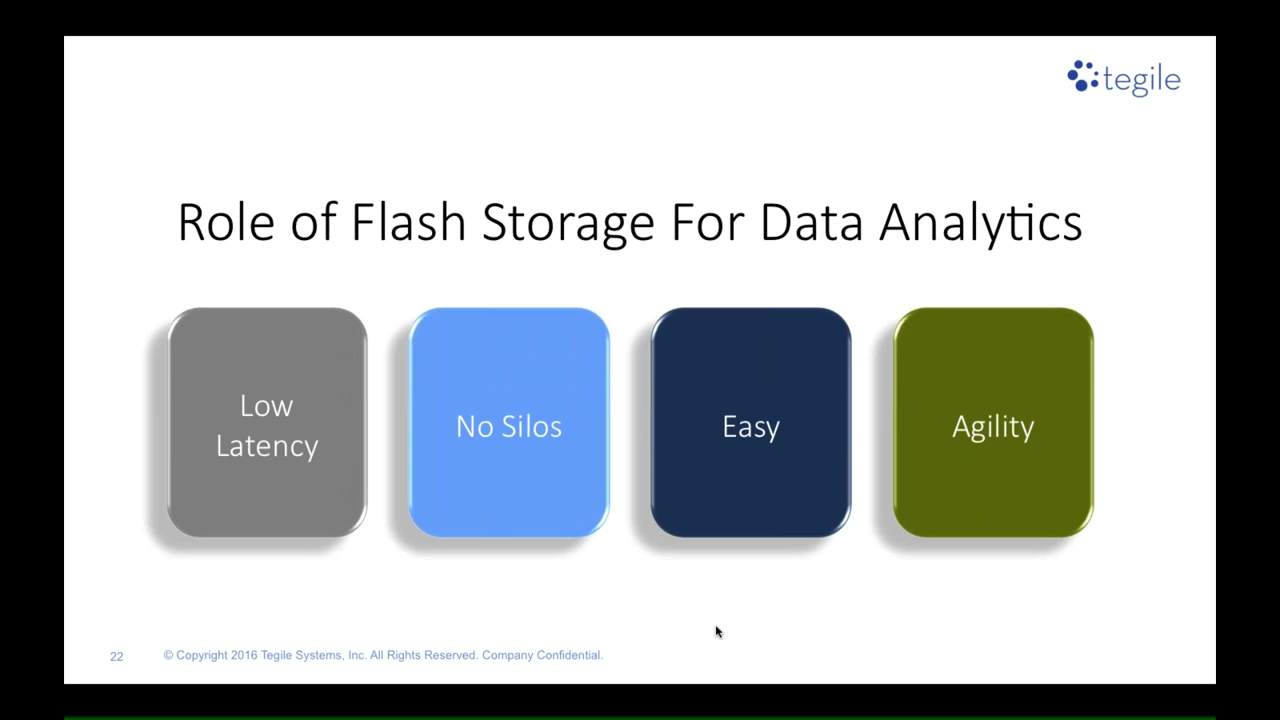 tegile
Role of Flash Storage For Data Analytics
Low
Latency
No Silos
Easy
Agility
22
© Copyright 2016 Tegile Systems, Inc. All Rights Reserved. Company Confidential.